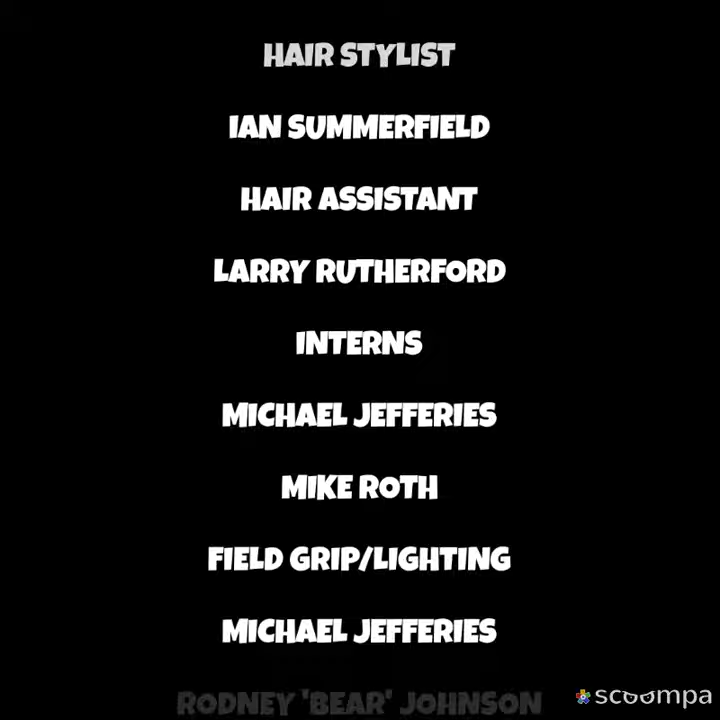 HAIR STYLIST
IAN SUMMERFIELD
HAIR ASSISTANT
LARRY RUTHERFORD
INTERNS
MICHAEL JEFFERIES
MIKE ROTH
FIELD GRIP/LIGHTING
MICHAEL JEFFERIES
RODNEY 'BEAR' JOHNSON
scoompa